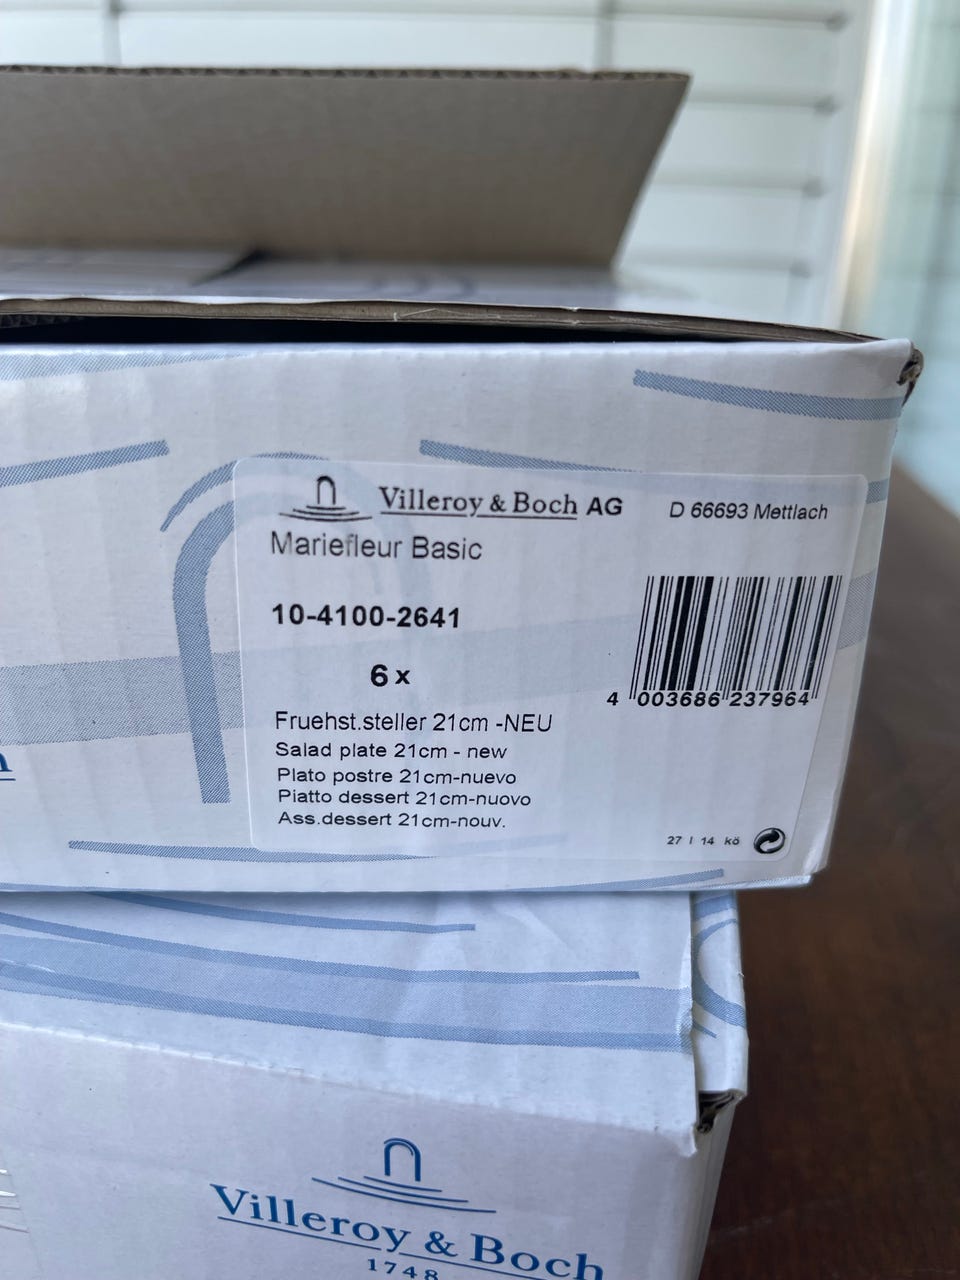 Villeroy & Boch AG D 66693 Mettlach
Mariefleur Basic
10-4100-2641
6 x
4 003686 237964
Fruehst.steller 21cm -NEU
Salad plate 21cm - new
Plato postre 21cm-nuevo
Piatto dessert 21cm-nuovo
Ass.dessert 21cm-nouv.
27 I 14 kö
Villeroy & Boch
1748